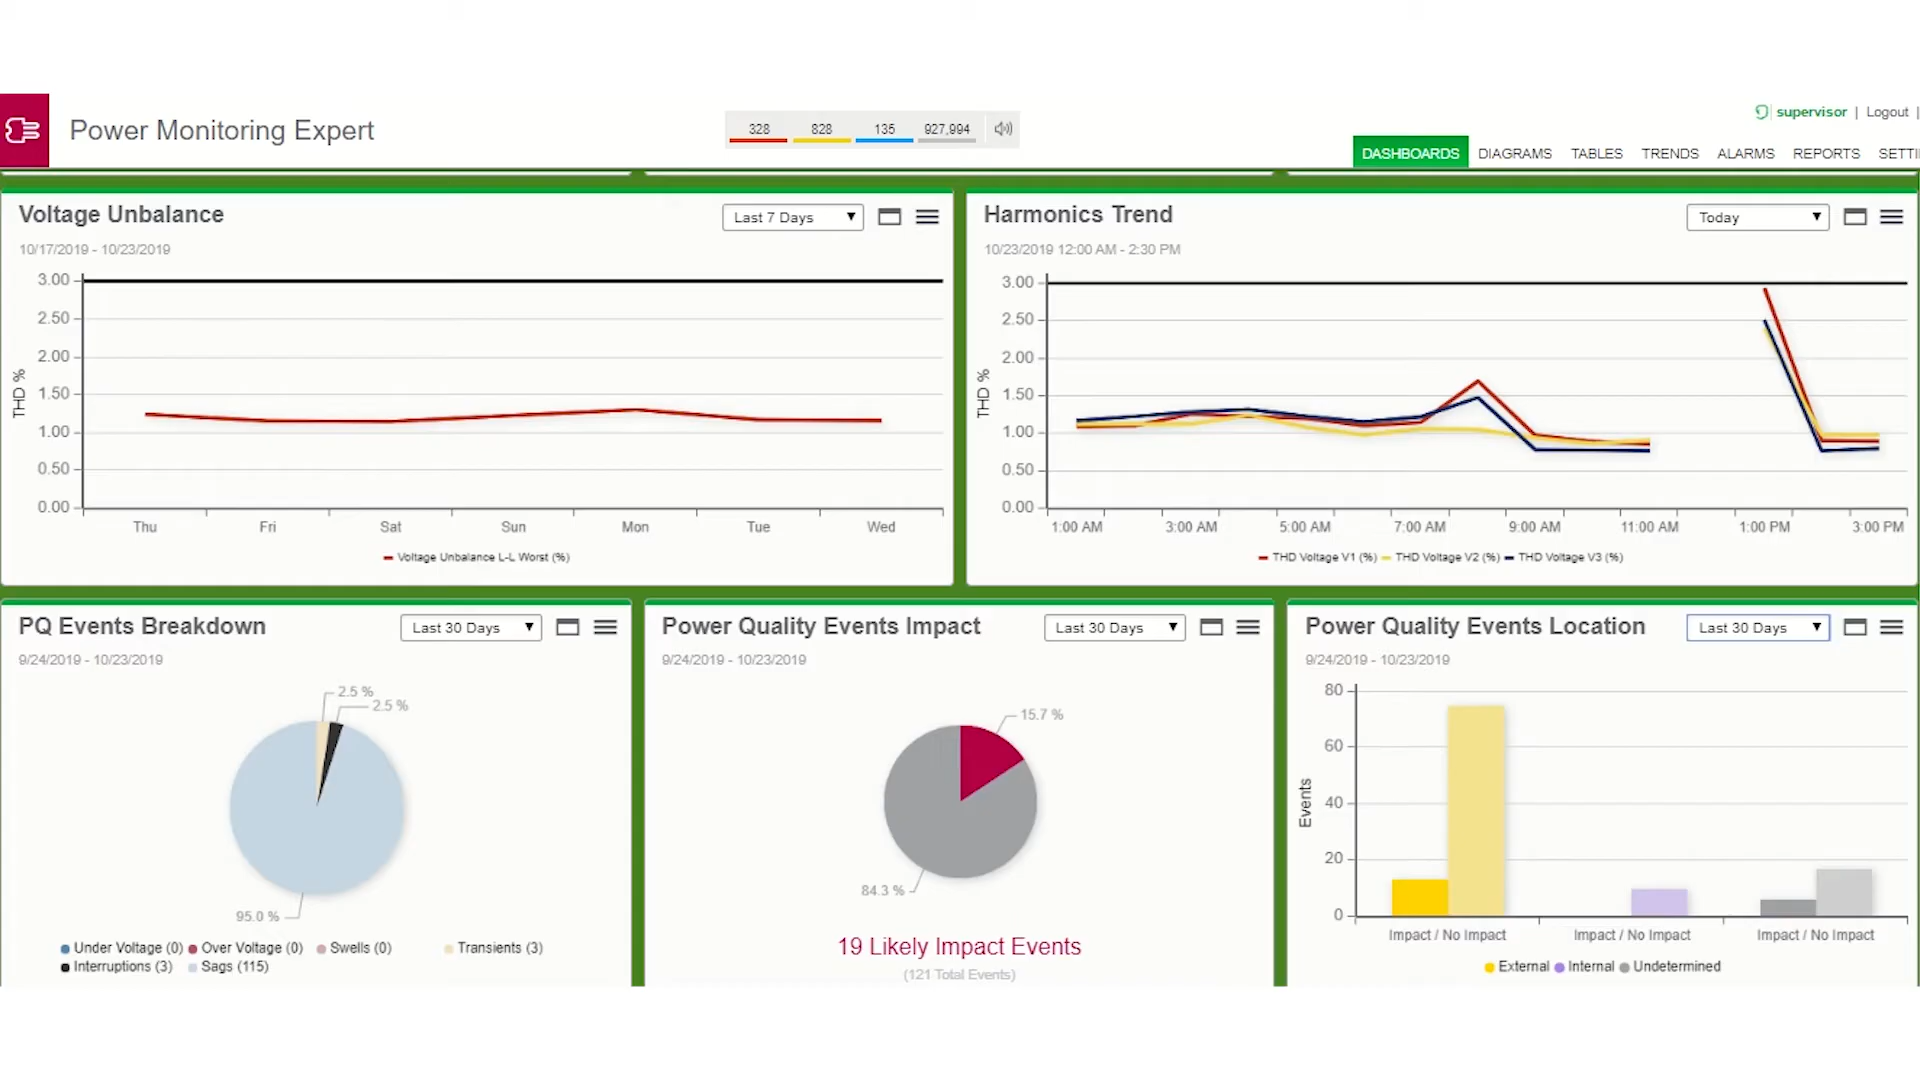 Power Monitoring Expert
328 828 135 927,994
supervisor | Logout |
DASHBOARDS DIAGRAMS TABLES TRENDS ALARMS REPORTS SETTI
Voltage Unbalance
Last 7 Days
10/17/2019 - 10/23/2019
3.00
2.50
2.00
1.50
1.00
0.50
0.00
THD %
Thu Fri Sat Sun Mon Tue Wed
Voltage Unbalance L-L Worst (%)
Harmonics Trend
Today
10/23/2019 12:00 AM - 2:30 PM
3.00
2.50
2.00
1.50
1.00
0.50
0.00
THD %
1:00 AM 3:00 AM 5:00 AM 7:00 AM 9:00 AM 11:00 AM 1:00 PM 3:00 PM
THD Voltage V1 (%) THD Voltage V2 (%) THD Voltage V3 (%)
PQ Events Breakdown
Last 30 Days
9/24/2019 - 10/23/2019
2.5 %
2.5 %
95.0 %
Under Voltage (0) Over Voltage (0) Swells (0) Transients (3)
Interruptions (3) Sags (115)
Power Quality Events Impact
Last 30 Days
9/24/2019 - 10/23/2019
15.7 %
84.3 %
19 Likely Impact Events
(121 Total Events)
Power Quality Events Location
Last 30 Days
9/24/2019 - 10/23/2019
80
60
40
20
0
Events
Impact / No Impact Impact / No Impact Impact / No Impact
External Internal Undetermined